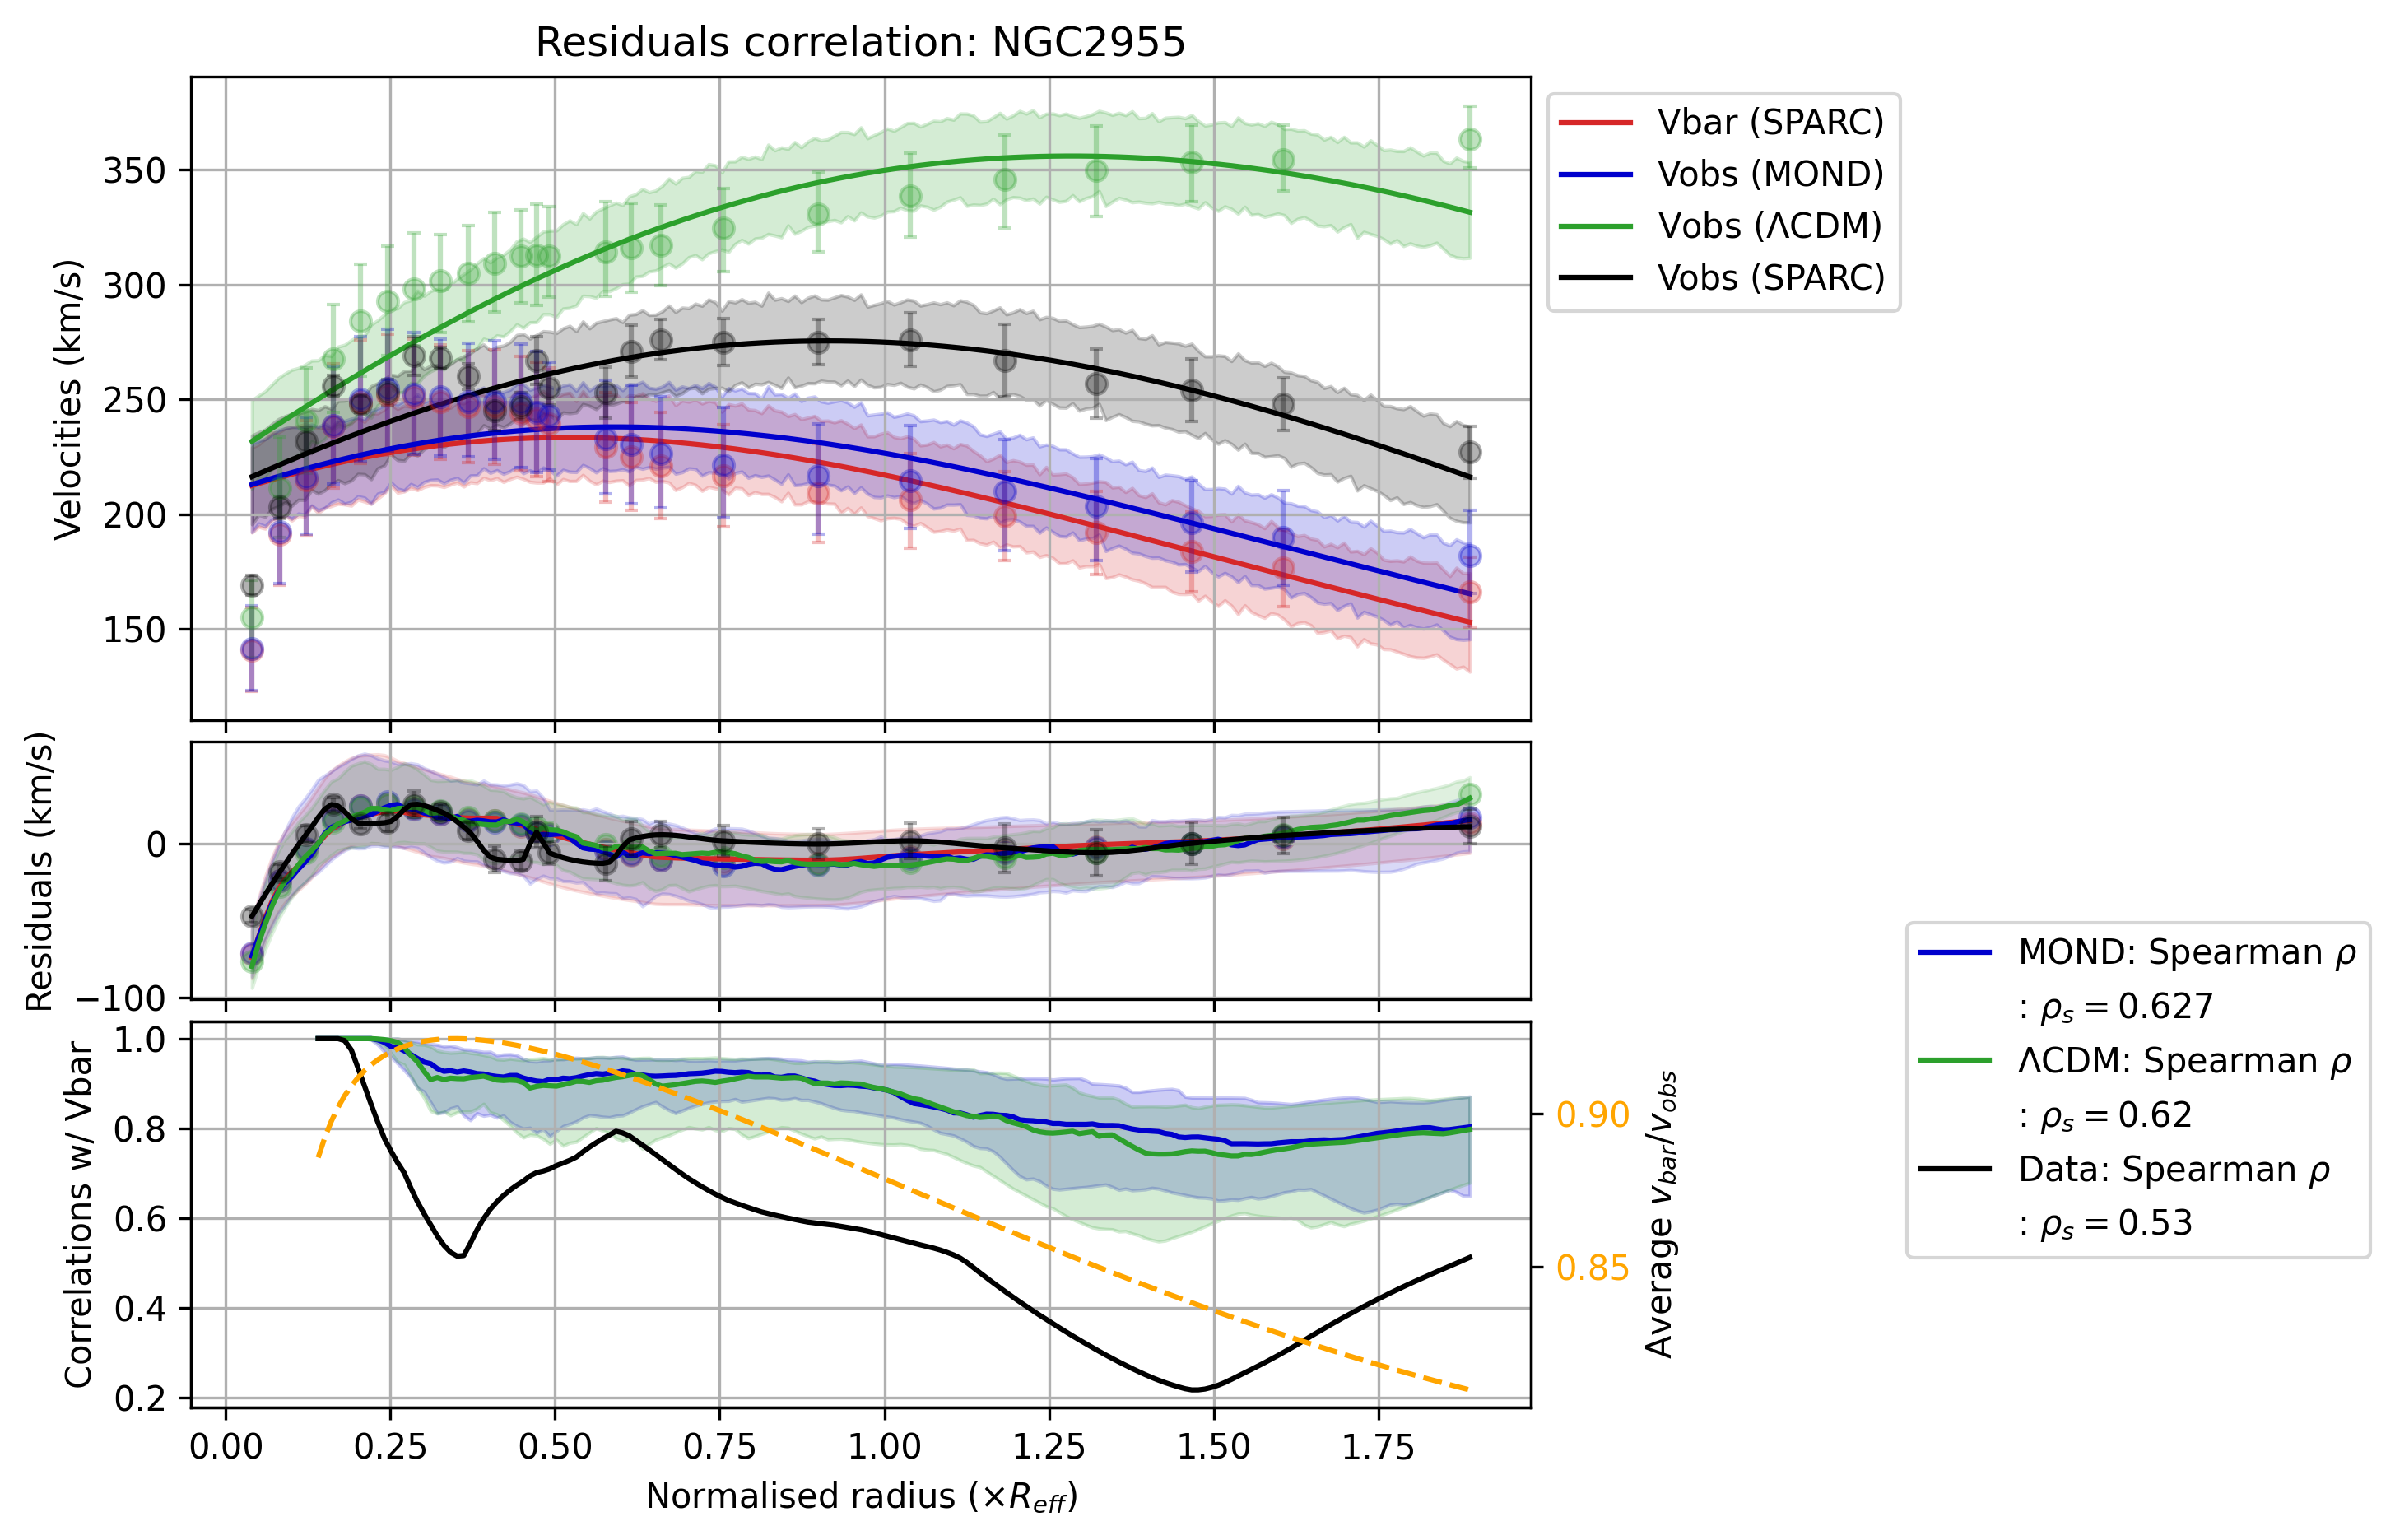 Residuals correlation: NGC2955
Velocities (km/s)
350
300
250
200
150
Vbar (SPARC)
Vobs (MOND)
Vobs (ΛCDM)
Vobs (SPARC)
Residuals (km/s)
0
−100
Correlations w/ Vbar
1.0
0.8
0.6
0.4
0.2
0.90
0.85
Average v_bar/v_obs
MOND: Spearman ρ
: ρ_s = 0.627
ΛCDM: Spearman ρ
: ρ_s = 0.62
Data: Spearman ρ
: ρ_s = 0.53
0.00 0.25 0.50 0.75 1.00 1.25 1.50 1.75
Normalised radius (×R_eff)